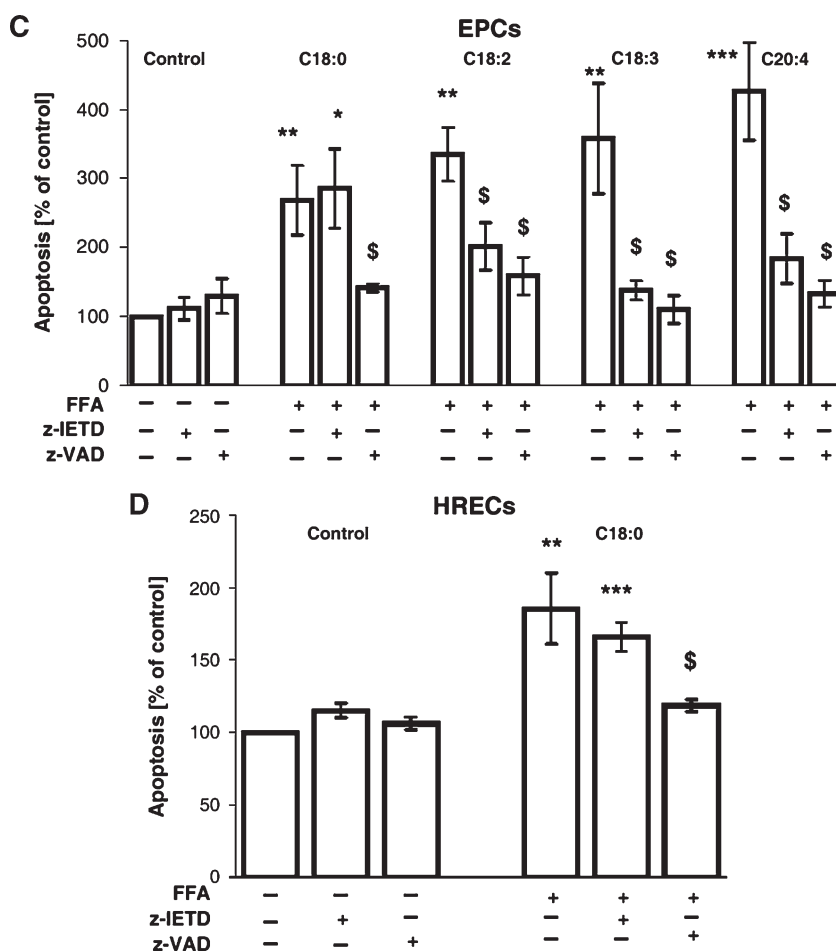 C
EPCs
Control C18:0 C18:2 C18:3 C20:4
Apoptosis [% of control]
500
400
300
200
100
0
** * $ ** $ $ ** $ $ *** $ $
FFA − − − + + + + + + + + + + + +
z-IETD − + − − + − − + − − + − − + −
z-VAD − − + − − + − − + − − + − − +
D
HRECs
Control C18:0
Apoptosis [% of control]
250
200
150
100
50
0
** *** $
FFA − − − + + +
z-IETD − + − − + −
z-VAD − − + − − +